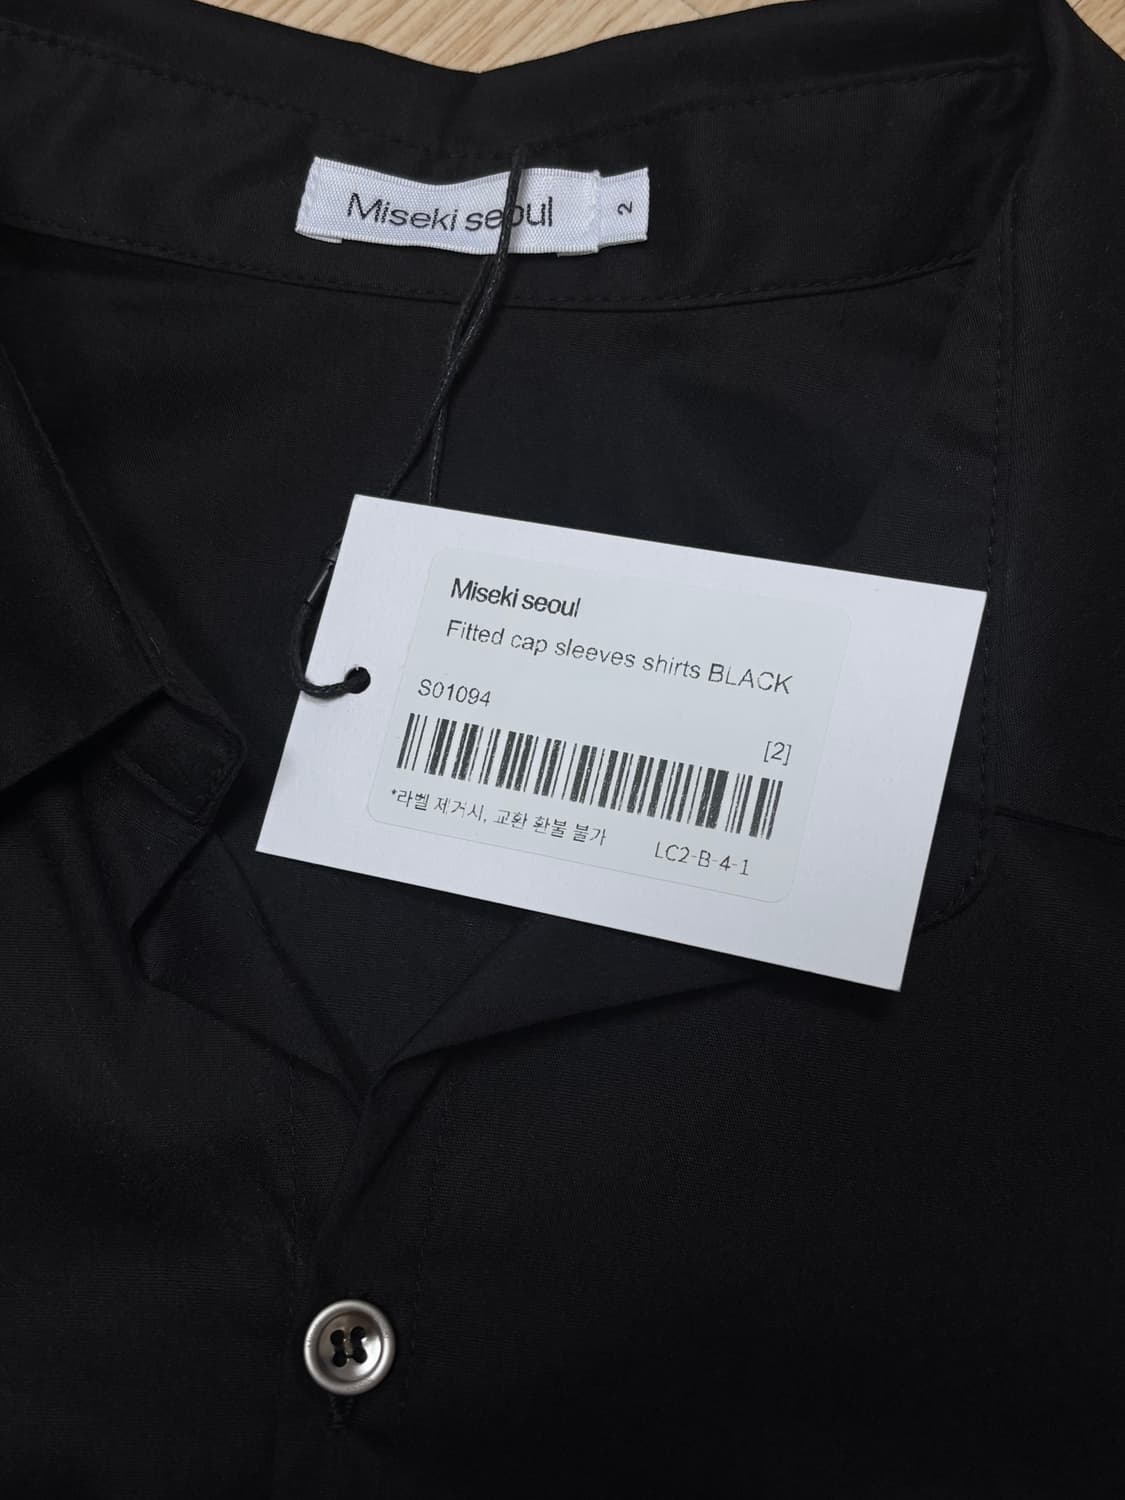 Miseki seoul
2
Miseki seoul
Fitted cap sleeves shirts BLACK
S01094
[2]
*라벨 제거시, 교환 환불 불가
LC2-B-4-1